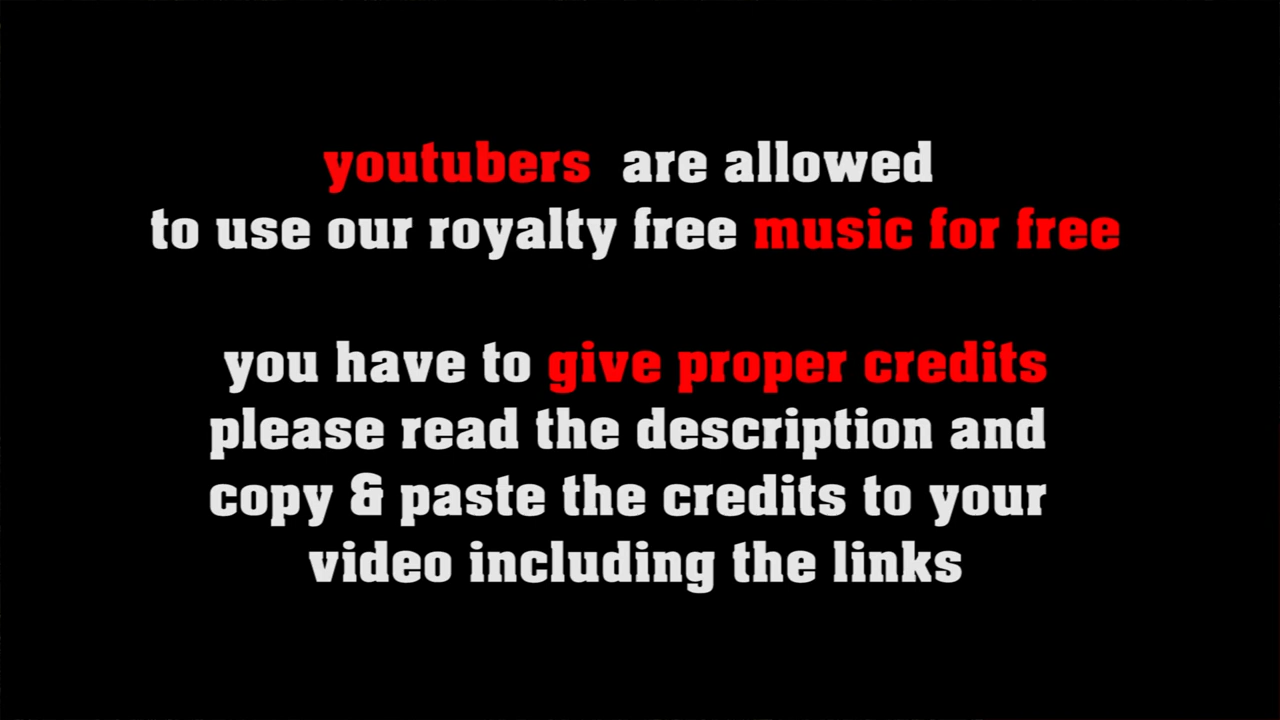 youtubers are allowed
to use our royalty free music for free
you have to give proper credits
please read the description and
copy & paste the credits to your
video including the links